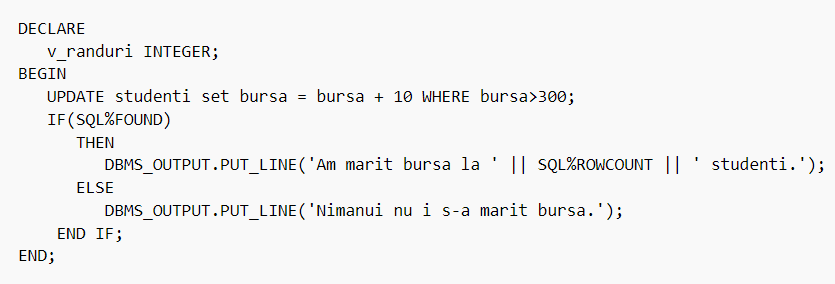 DECLARE
   v_randuri INTEGER;
BEGIN
   UPDATE studenti set bursa = bursa + 10 WHERE bursa>300;
   IF(SQL%FOUND)
      THEN
         DBMS_OUTPUT.PUT_LINE('Am marit bursa la ' || SQL%ROWCOUNT || ' studenti.');
      ELSE
         DBMS_OUTPUT.PUT_LINE('Nimanui nu i s-a marit bursa.');
    END IF;
END;